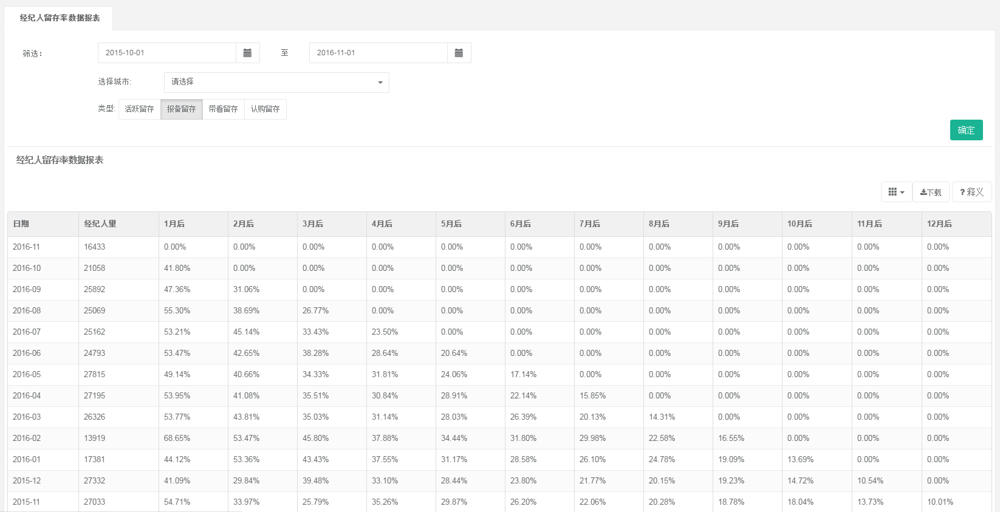 经纪人留存率数据报表
筛选： 2015-10-01 至 2016-11-01
选择城市: 请选择
类型: 活跃留存 报备留存 带看留存 认购留存
确定
经纪人留存率数据报表
下载 ? 释义
日期 经纪人量 1月后 2月后 3月后 4月后 5月后 6月后 7月后 8月后 9月后 10月后 11月后 12月后
2016-11 16433 0.00% 0.00% 0.00% 0.00% 0.00% 0.00% 0.00% 0.00% 0.00% 0.00% 0.00% 0.00%
2016-10 21058 41.80% 0.00% 0.00% 0.00% 0.00% 0.00% 0.00% 0.00% 0.00% 0.00% 0.00% 0.00%
2016-09 25892 47.36% 31.06% 0.00% 0.00% 0.00% 0.00% 0.00% 0.00% 0.00% 0.00% 0.00% 0.00%
2016-08 25069 55.30% 38.69% 26.77% 0.00% 0.00% 0.00% 0.00% 0.00% 0.00% 0.00% 0.00% 0.00%
2016-07 25162 53.21% 45.14% 33.43% 23.50% 0.00% 0.00% 0.00% 0.00% 0.00% 0.00% 0.00% 0.00%
2016-06 24793 53.47% 42.65% 38.28% 28.64% 20.64% 0.00% 0.00% 0.00% 0.00% 0.00% 0.00% 0.00%
2016-05 27815 49.14% 40.66% 34.33% 31.81% 24.06% 17.14% 0.00% 0.00% 0.00% 0.00% 0.00% 0.00%
2016-04 27195 53.95% 41.08% 35.51% 30.84% 28.91% 22.14% 15.85% 0.00% 0.00% 0.00% 0.00% 0.00%
2016-03 26326 53.77% 43.81% 35.03% 31.14% 28.03% 26.39% 20.13% 14.31% 0.00% 0.00% 0.00% 0.00%
2016-02 13919 68.65% 53.47% 45.80% 37.88% 34.44% 31.80% 29.98% 22.58% 16.55% 0.00% 0.00% 0.00%
2016-01 17381 44.12% 53.36% 43.43% 37.55% 31.17% 28.58% 26.10% 24.78% 19.09% 13.69% 0.00% 0.00%
2015-12 27332 41.09% 29.84% 39.48% 33.10% 28.44% 23.80% 21.77% 20.15% 19.23% 14.72% 10.54% 0.00%
2015-11 27033 54.71% 33.97% 25.79% 35.26% 29.87% 26.20% 22.06% 20.28% 18.78% 18.04% 13.73% 10.01%